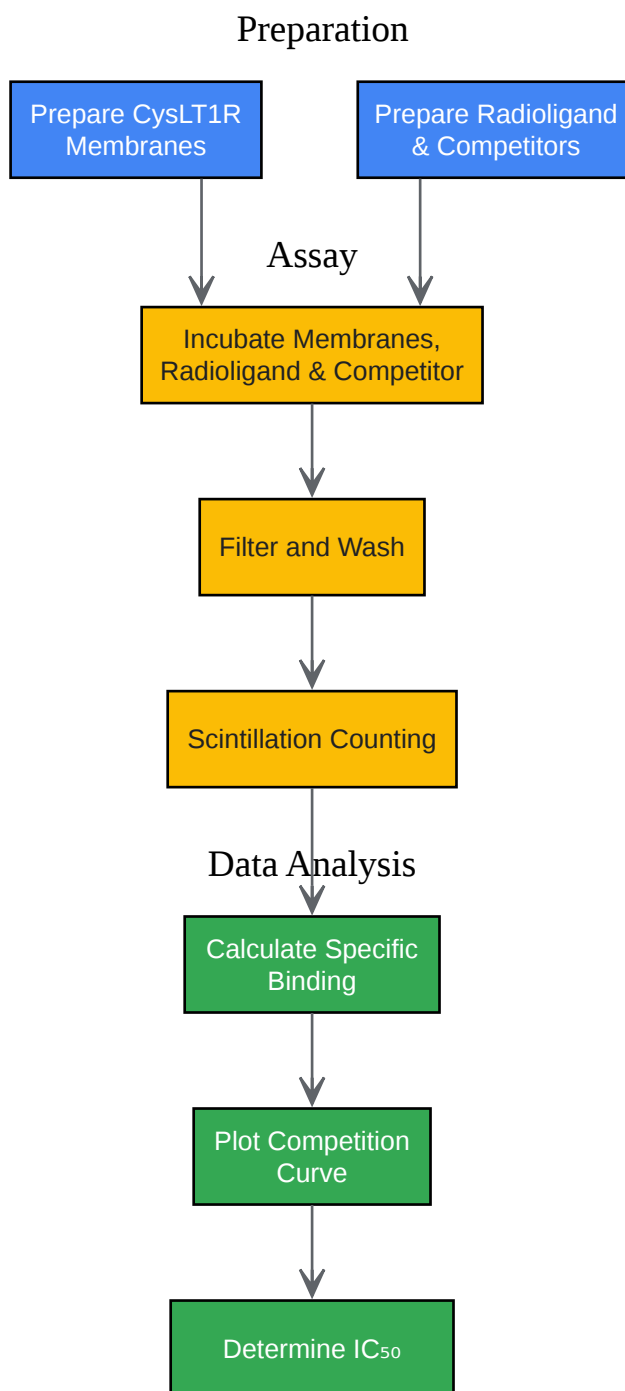 Preparation
Prepare CysLT1R
Membranes
Prepare Radioligand
& Competitors
Assay
Incubate Membranes,
Radioligand & Competitor
Filter and Wash
Scintillation Counting
Data Analysis
Calculate Specific
Binding
Plot Competition
Curve
Determine IC₅₀